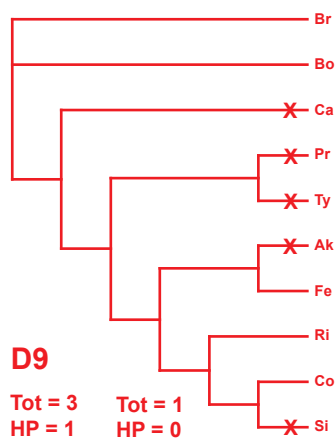 Br
Bo
X Ca
X Pr
X Ty
X Ak
Fe
Ri
Co
X Si
D9
Tot = 3 Tot = 1
HP = 1 HP = 0